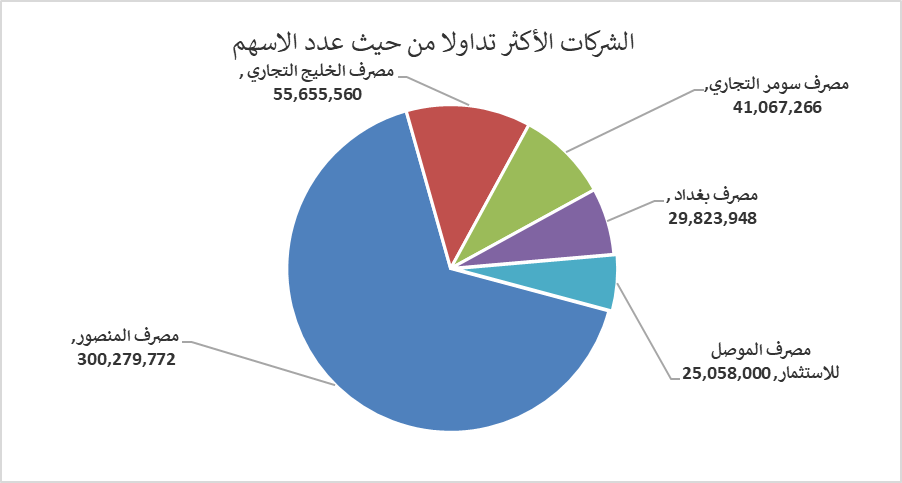 الشركات الأكثر تداولا من حيث عدد الاسهم
مصرف الخليج التجاري ,
55,655,560
مصرف سومر التجاري,
41,067,266
مصرف بغداد ,
29,823,948
مصرف الموصل
للاستثمار, 25,058,000
مصرف المنصور,
300,279,772